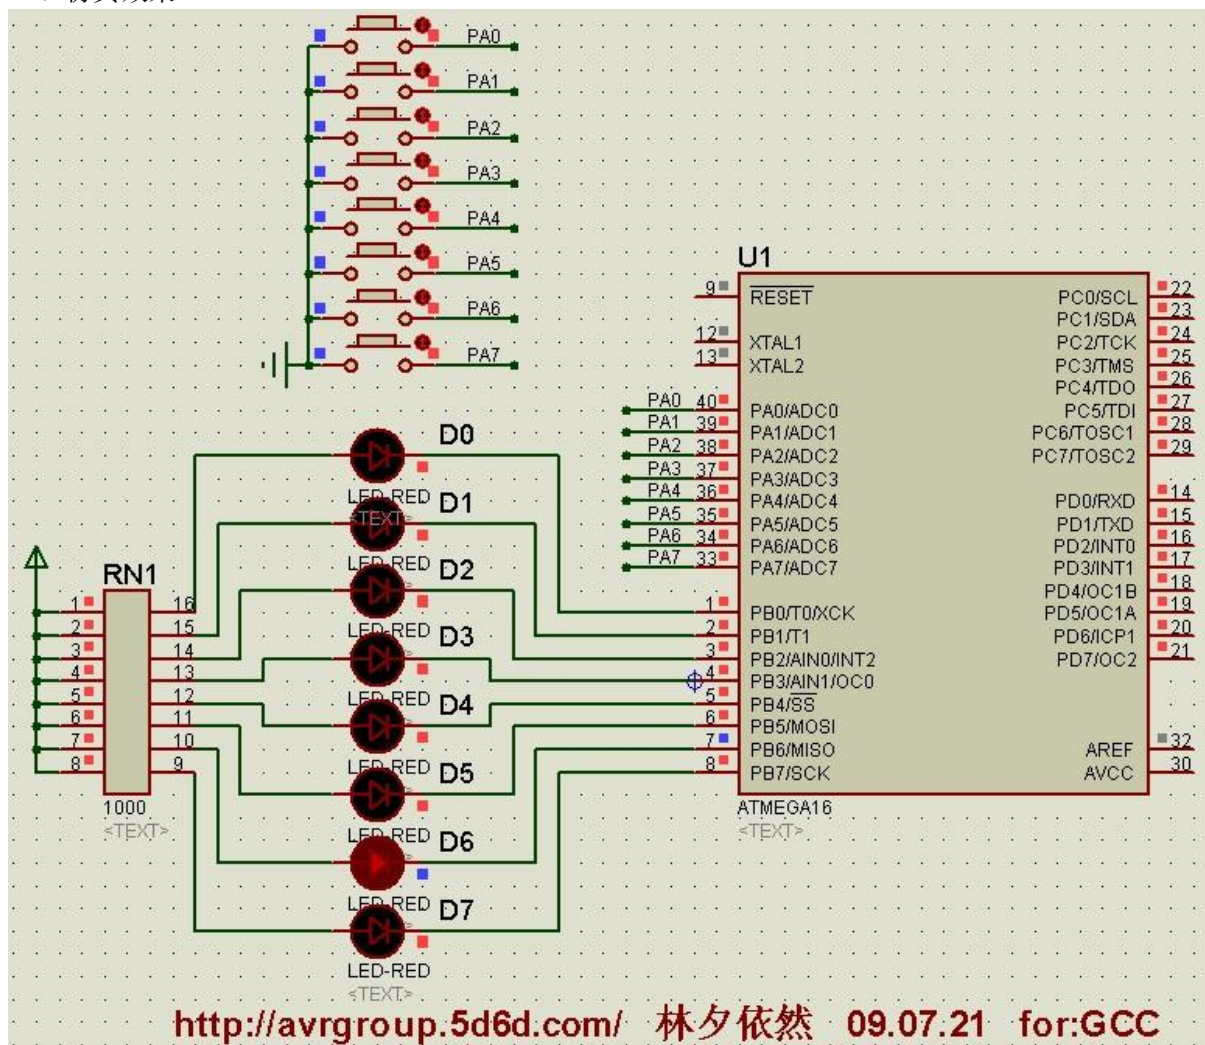 PA0
PA1
PA2
PA3
PA4
PA5
PA6
PA7
U1
9 RESET
12 XTAL1
13 XTAL2
PA0 40 PA0/ADC0
PA1 39 PA1/ADC1
PA2 38 PA2/ADC2
PA3 37 PA3/ADC3
PA4 36 PA4/ADC4
PA5 35 PA5/ADC5
PA6 34 PA6/ADC6
PA7 33 PA7/ADC7
1 PB0/T0/XCK
2 PB1/T1
3 PB2/AIN0/INT2
4 PB3/AIN1/OC0
5 PB4/SS
6 PB5/MOSI
7 PB6/MISO
8 PB7/SCK
PC0/SCL 22
PC1/SDA 23
PC2/TCK 24
PC3/TMS 25
PC4/TDO 26
PC5/TDI 27
PC6/TOSC1 28
PC7/TOSC2 29
PD0/RXD 14
PD1/TXD 15
PD2/INT0 16
PD3/INT1 17
PD4/OC1B 18
PD5/OC1A 19
PD6/ICP1 20
PD7/OC2 21
AREF 32
AVCC 30
ATMEGA16
<TEXT>
D0
LED-RED
<TEXT>
D1
LED-RED
D2
LED-RED
D3
LED-RED
D4
LED-RED
D5
LED-RED
D6
LED-RED
D7
LED-RED
<TEXT>
RN1
1 16
2 15
3 14
4 13
5 12
6 11
7 10
8 9
1000
<TEXT>
http://avrgroup.5d6d.com/ 林夕依然 09.07.21 for:GCC